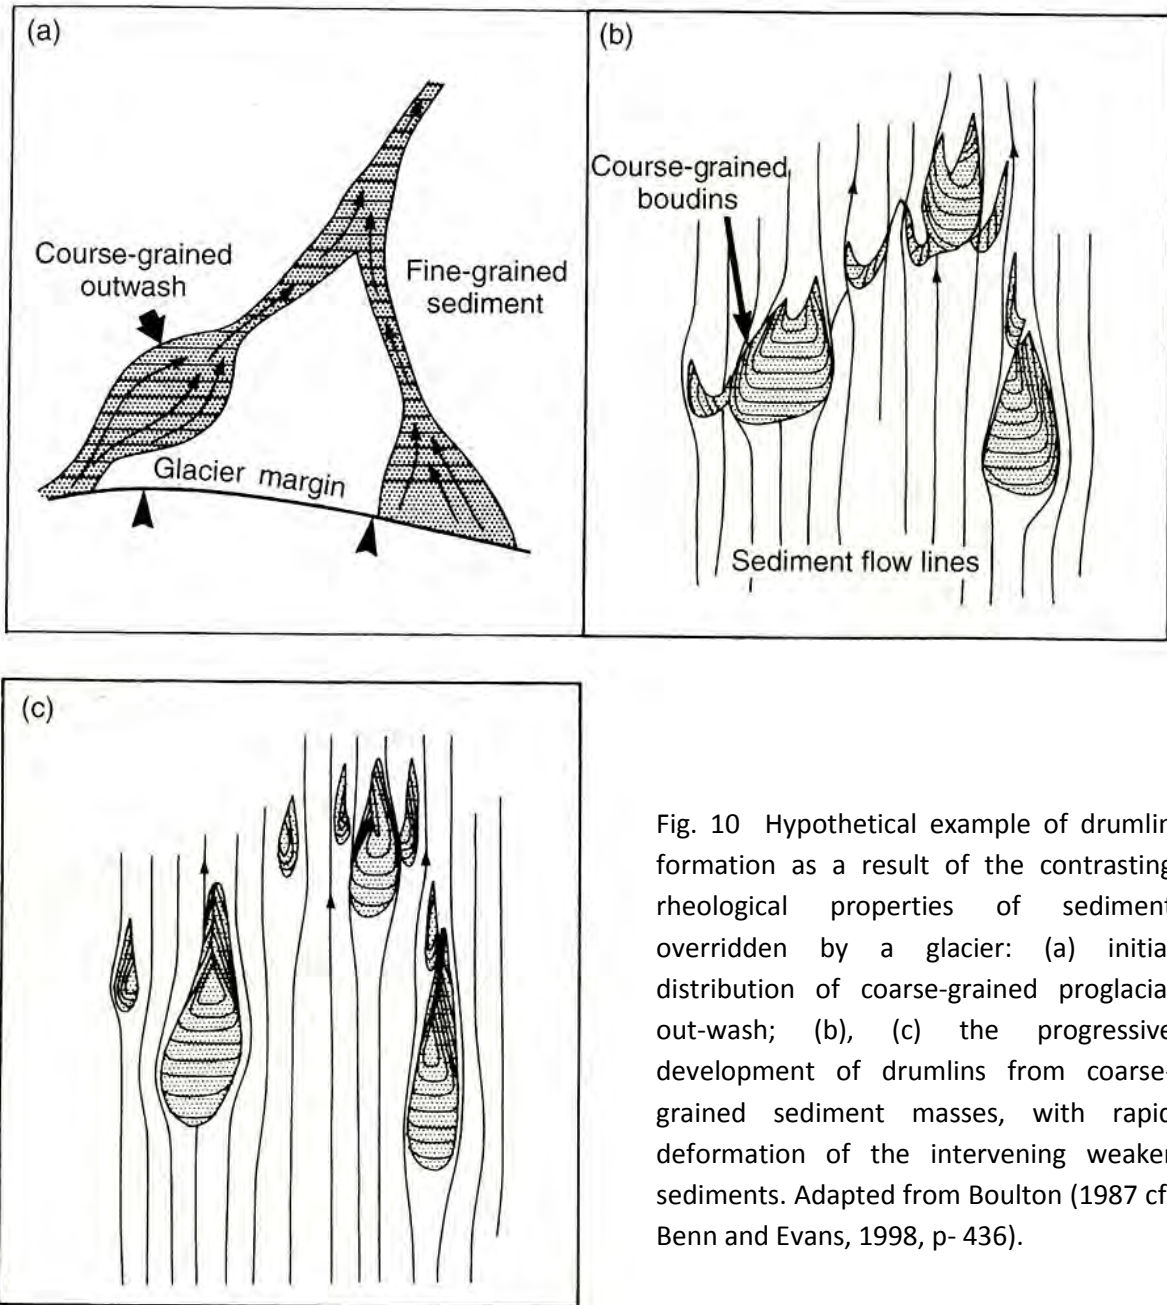 (a)
Course-grained
outwash
Fine-grained
sediment
Glacier margin
(b)
Course-grained
boudins
Sediment flow lines
(c)
Fig. 10 Hypothetical example of drumlin
formation as a result of the contrasting
rheological properties of sediment
overridden by a glacier: (a) initia
distribution of coarse-grained proglacia
out-wash; (b), (c) the progressive
development of drumlins from coarse-
grained sediment masses, with rapid
deformation of the intervening weaker
sediments. Adapted from Boulton (1987 cf
Benn and Evans, 1998, p- 436).